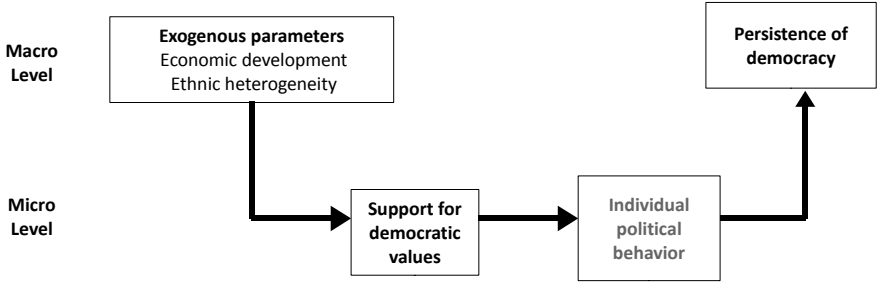 Macro
Level
Exogenous parameters
Economic development
Ethnic heterogeneity
Persistence of
democracy
Micro
Level
Support for
democratic
values
Individual
political
behavior